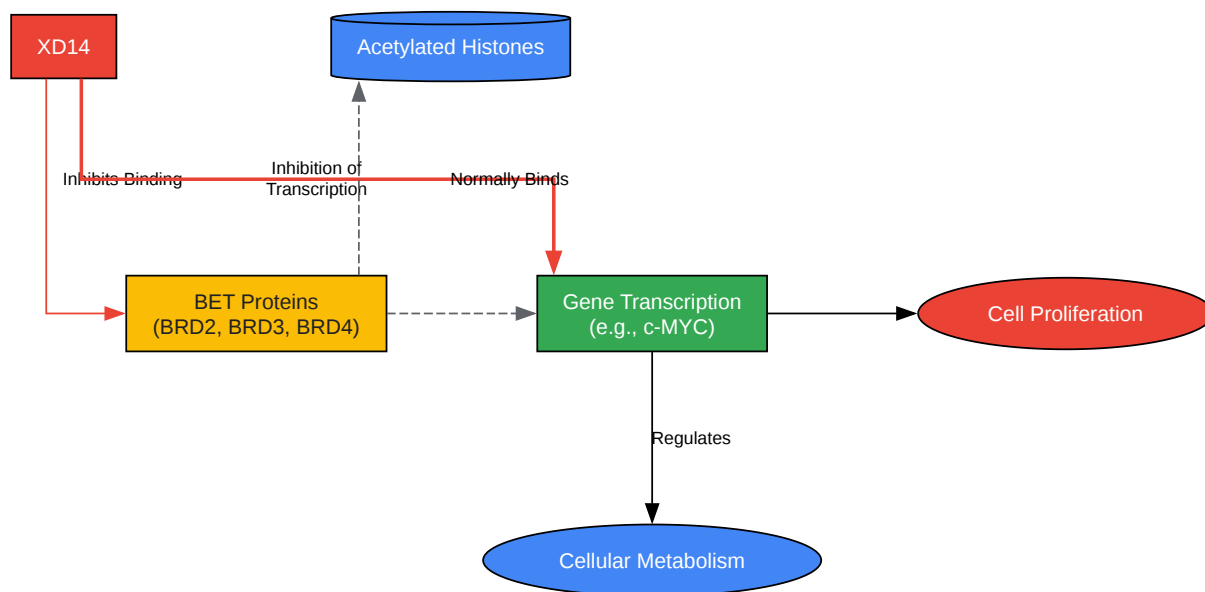 XD14
Acetylated Histones
Inhibits Binding
Inhibition of
Transcription
Normally Binds
BET Proteins
(BRD2, BRD3, BRD4)
Gene Transcription
(e.g., c-MYC)
Cell Proliferation
Regulates
Cellular Metabolism